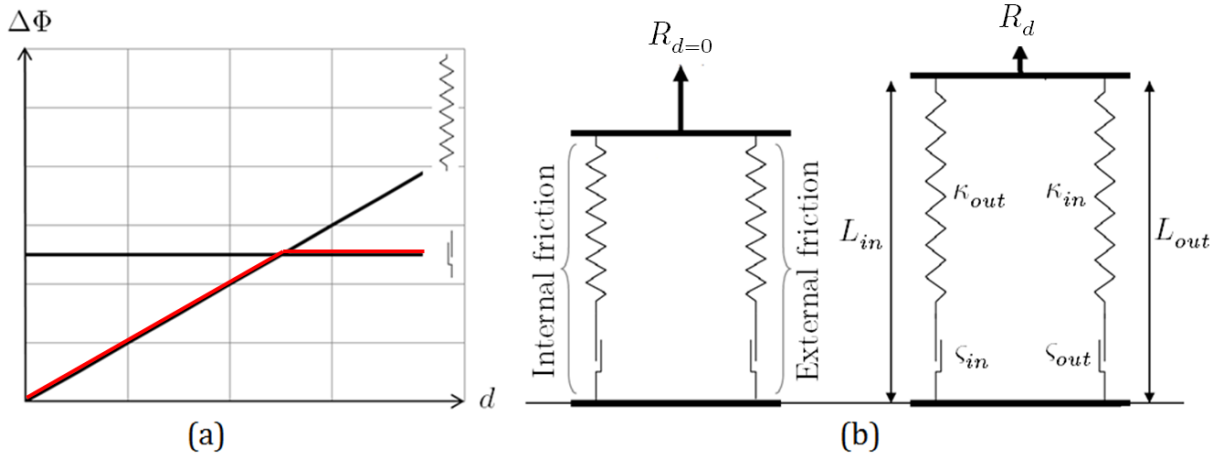 ΔΦ
d
(a)
R_{d=0}
Internal friction
External friction
R_d
κ_{out}
κ_{in}
L_{in}
L_{out}
ς_{in}
ς_{out}
(b)